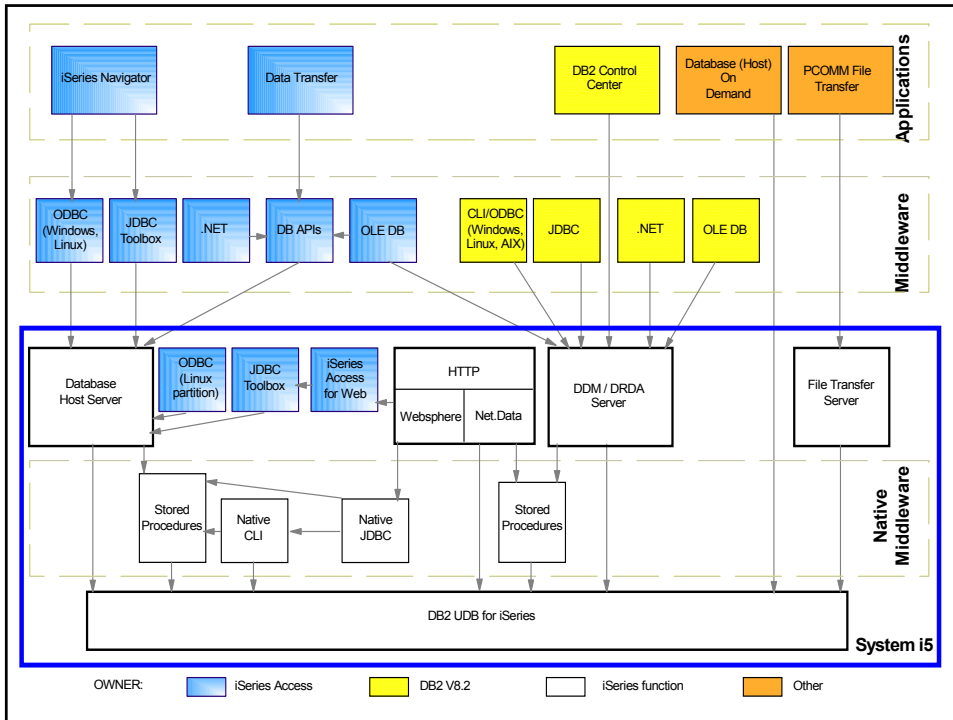 iSeries Navigator
Data Transfer
DB2 Control
Center
Database (Host)
On
Demand
PCOMM File
Transfer
Applications
ODBC
(Windows,
Linux)
JDBC
Toolbox
.NET
DB APIs
OLE DB
CLI/ODBC
(Windows,
Linux, AIX)
JDBC
.NET
OLE DB
Middleware
Database
Host Server
ODBC
(Linux
partition)
JDBC
Toolbox
iSeries
Access
for Web
HTTP
Websphere
Net.Data
DDM / DRDA
Server
File Transfer
Server
Stored
Procedures
Native
CLI
Native
JDBC
Stored
Procedures
Native
Middleware
DB2 UDB for iSeries
System i5
OWNER:
iSeries Access
DB2 V8.2
iSeries function
Other